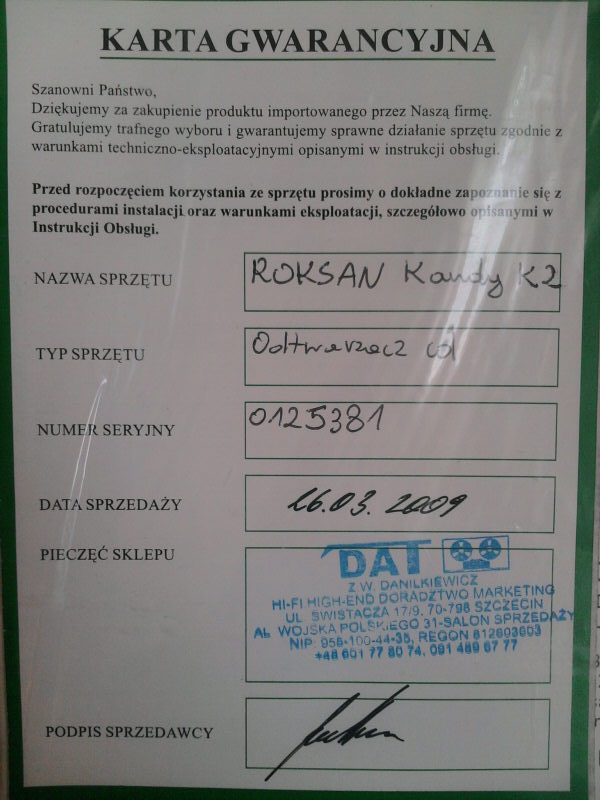 KARTA GWARANCYJNA
Szanowni Państwo,
Dziękujemy za zakupienie produktu importowanego przez Naszą firmę.
Gratulujemy trafnego wyboru i gwarantujemy sprawne działanie sprzętu zgodnie z
warunkami techniczno-eksploatacyjnymi opisanymi w instrukcji obsługi.
Przed rozpoczęciem korzystania ze sprzętu prosimy o dokładne zapoznanie się z
procedurami instalacji oraz warunkami eksploatacji, szczegółowo opisanymi w
Instrukcji Obsługi.
NAZWA SPRZĘTU ROKSAN Kandy K2
TYP SPRZĘTU Odtwarzacz cd
NUMER SERYJNY 0125381
DATA SPRZEDAŻY 26.03.2009
PIECZĘĆ SKLEPU
DAT
Z W. DANILKIEWICZ
HI-FI HIGH-END DORADZTWO MARKETING
UL. SWISTACZA 17/9, 70-798 SZCZECIN
AL. WOJSKA POLSKIEGO 31-SALON SPRZEDAŻY
NIP: 955-100-44-35, REGON 812603603
+48 601 77 80 74, 091 489 67 77
PODPIS SPRZEDAWCY